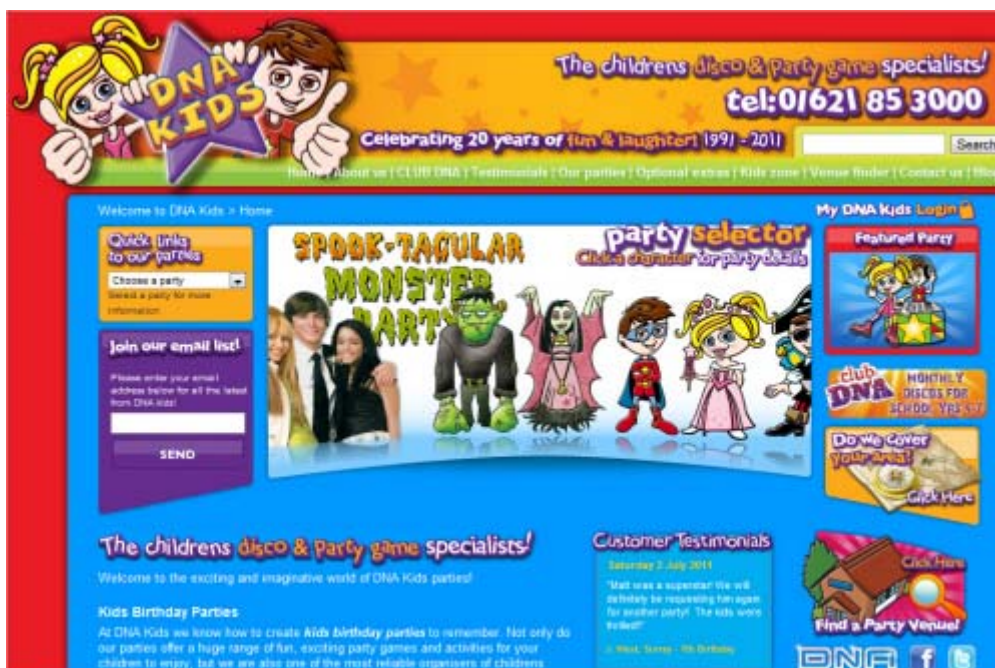 DNA
KIDS
The childrens disco & party game specialists!
tel:01621 85 3000
Celebrating 20 years of fun & laughter! 1991 - 2011
Search
Home | About us | CLUB DNA | Testimonials | Our parties | Optional extras | Kids zone | Venue finder | Contact us | Blog
Welcome to DNA Kids > Home
My DNA Kids Login
Quick links
to our parties
Choose a party
Select a party for more
information
Join our email list!
Please enter your email
address below for all the latest
from DNA kids!
SEND
SPOOK-TACULAR
MONSTER
PARTY
party selector
Click a character for party details
Featured Party
club
DNA
MONTHLY
DISCOS FOR
SCHOOL YRS
Do we cover
your area?
Click Here
The childrens disco & party game specialists!
Welcome to the exciting and imaginative world of DNA Kids parties!
Kids Birthday Parties
At DNA Kids we know how to create kids birthday parties to remember. Not only do
our parties offer a huge range of fun, exciting party games and activities for your
children to enjoy, but we are also one of the most reliable organisers of childrens
Customer Testimonials
Saturday 2 July 2011
"Matt was a superstar! We will
definitely be requesting him again
for another party! The kids were
thrilled!"
West, Surrey - 7th Birthday
Click Here
Find a Party Venue!
DNA